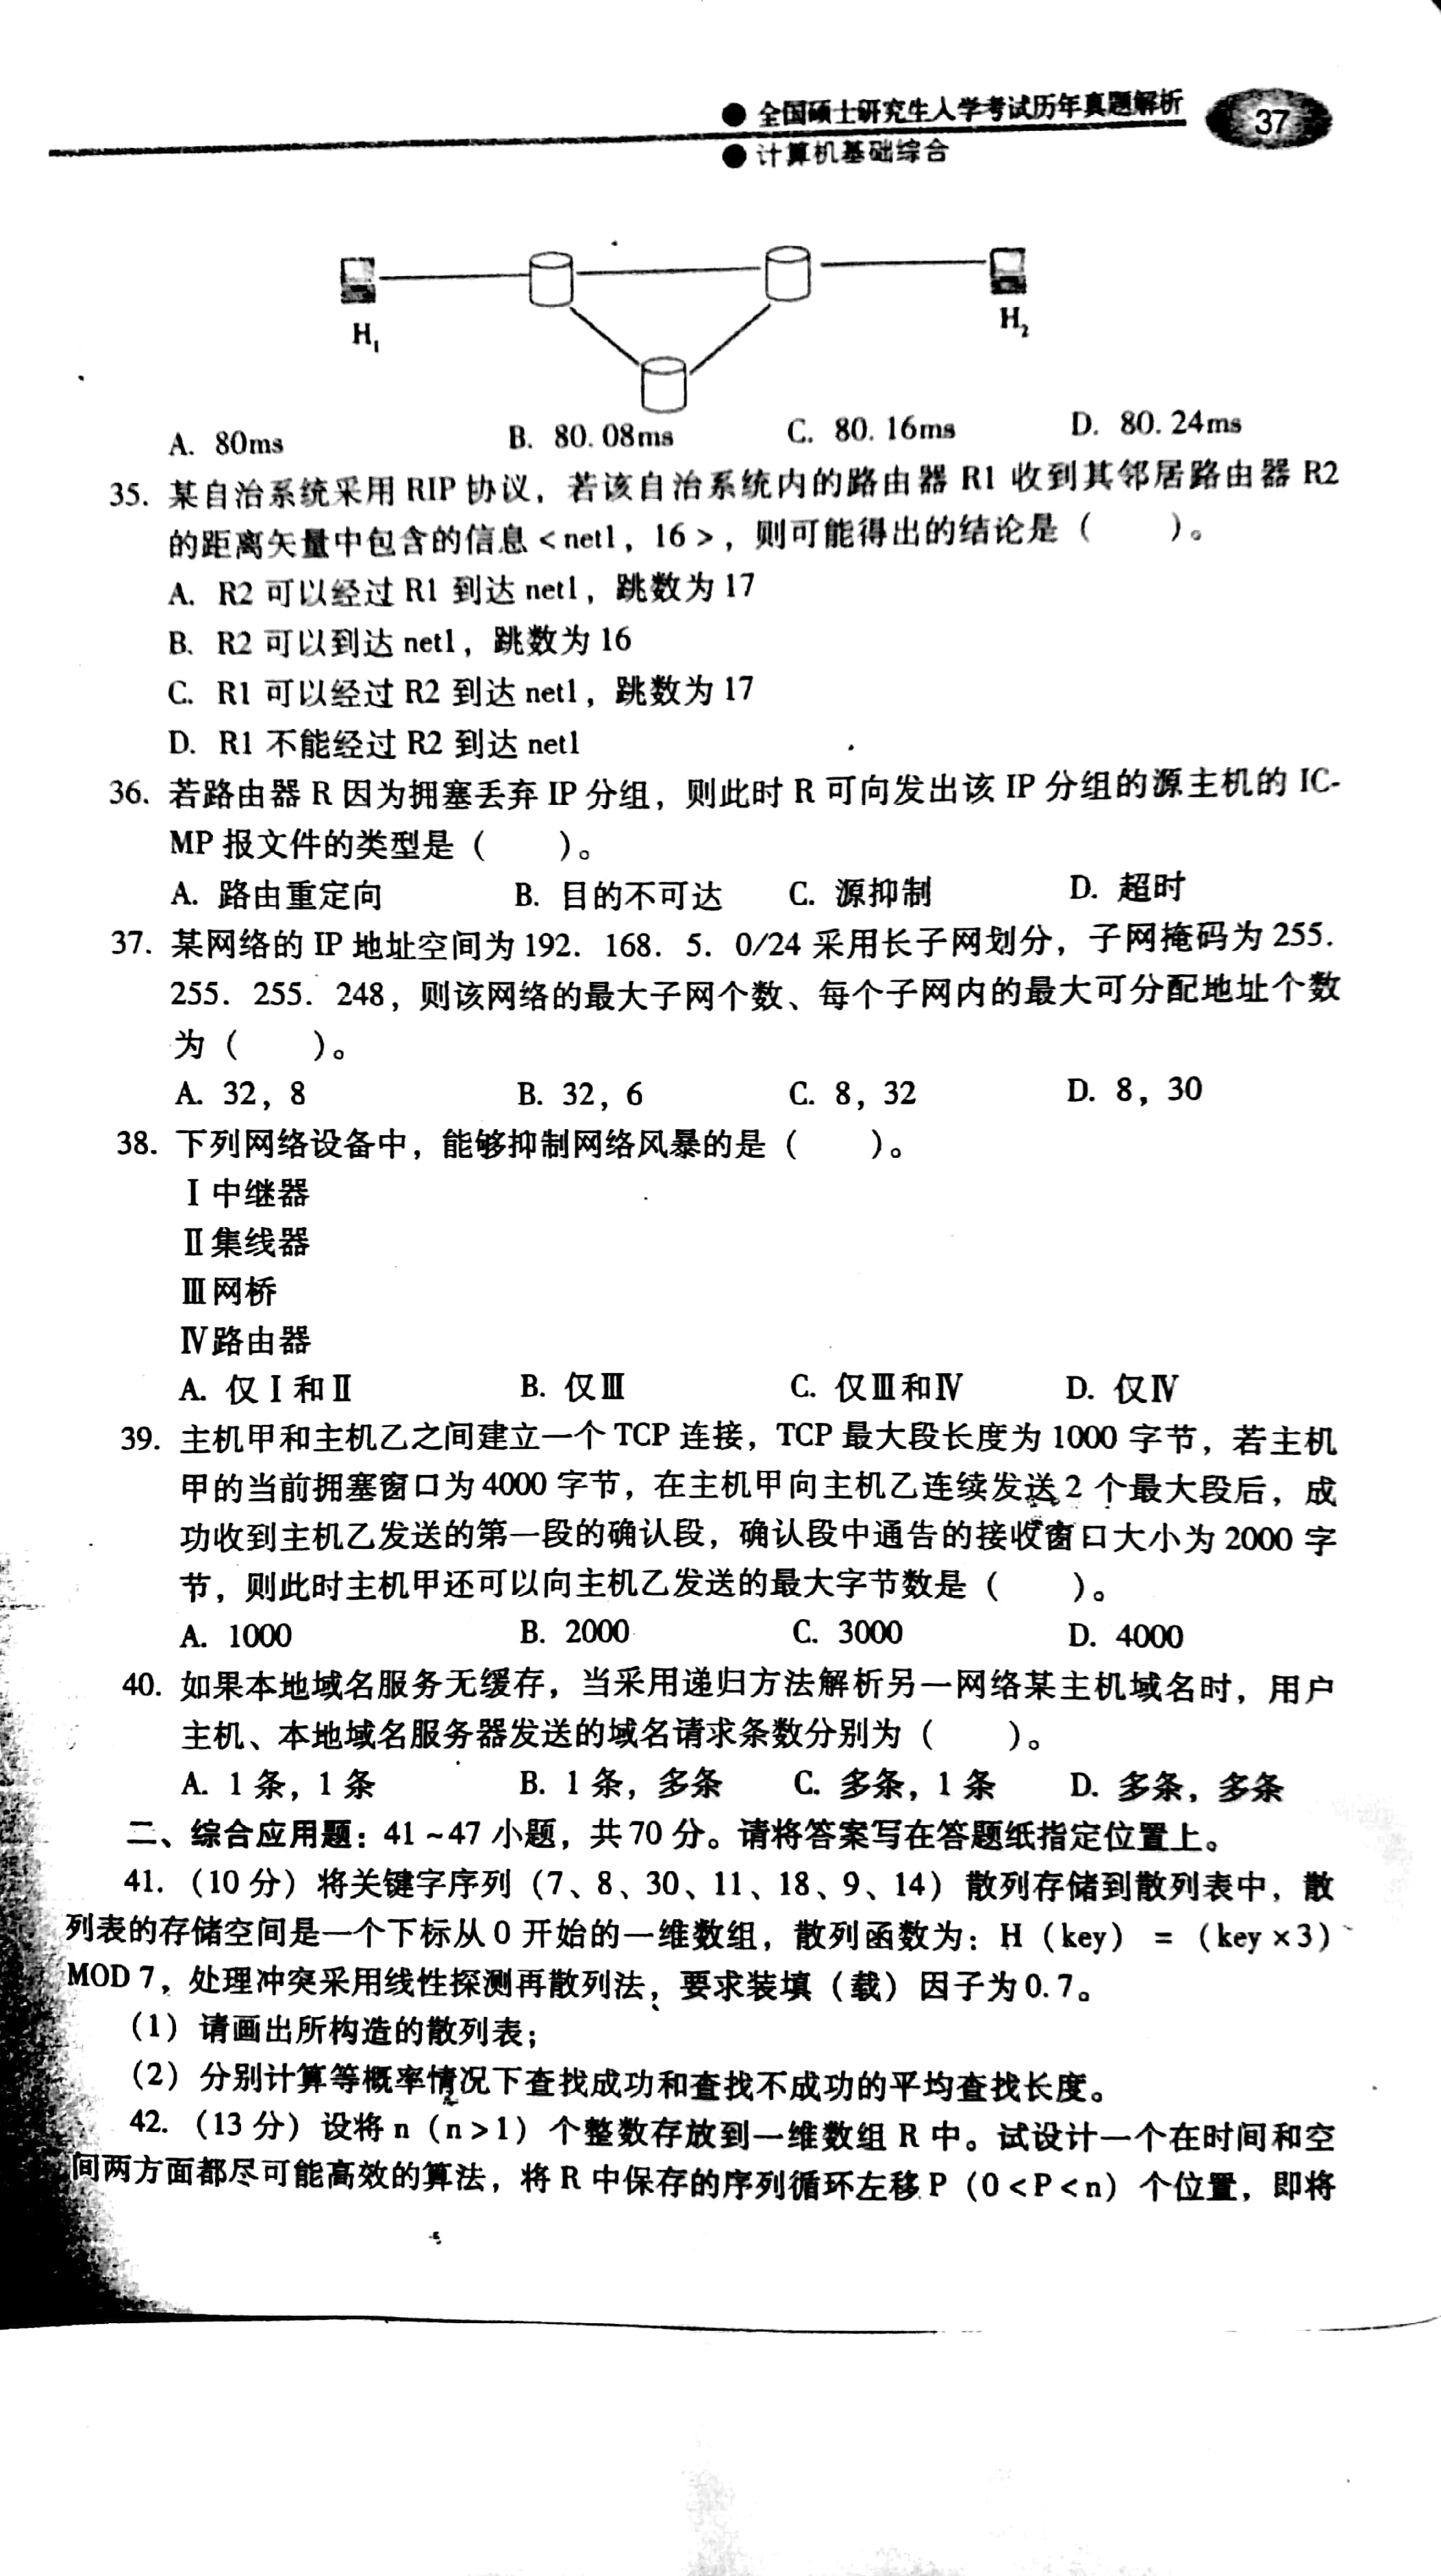 全国硕士研究生入学考试历年真题解析
37
计算机基础综合
H1
H2
A. 80ms B. 80.08ms C. 80.16ms D. 80.24ms
35. 某自治系统采用 RIP 协议，若该自治系统内的路由器 R1 收到其邻居路由器 R2
的距离矢量中包含的信息 < net1，16 >，则可能得出的结论是（ ）。
A. R2 可以经过 R1 到达 net1，跳数为 17
B. R2 可以到达 net1，跳数为 16
C. R1 可以经过 R2 到达 net1，跳数为 17
D. R1 不能经过 R2 到达 net1
36. 若路由器 R 因为拥塞丢弃 IP 分组，则此时 R 可向发出该 IP 分组的源主机的 IC-
MP 报文件的类型是（ ）。
A. 路由重定向 B. 目的不可达 C. 源抑制 D. 超时
37. 某网络的 IP 地址空间为 192. 168. 5. 0/24 采用长子网划分，子网掩码为 255.
255. 255. 248，则该网络的最大子网个数、每个子网内的最大可分配地址个数
为（ ）。
A. 32，8 B. 32，6 C. 8，32 D. 8，30
38. 下列网络设备中，能够抑制网络风暴的是（ ）。
Ⅰ中继器
Ⅱ集线器
Ⅲ网桥
Ⅳ路由器
A. 仅Ⅰ和Ⅱ B. 仅Ⅲ C. 仅Ⅲ和Ⅳ D. 仅Ⅳ
39. 主机甲和主机乙之间建立一个 TCP 连接，TCP 最大段长度为 1000 字节，若主机
甲的当前拥塞窗口为 4000 字节，在主机甲向主机乙连续发送 2 个最大段后，成
功收到主机乙发送的第一段的确认段，确认段中通告的接收窗口大小为 2000 字
节，则此时主机甲还可以向主机乙发送的最大字节数是（ ）。
A. 1000 B. 2000 C. 3000 D. 4000
40. 如果本地域名服务无缓存，当采用递归方法解析另一网络某主机域名时，用户
主机、本地域名服务器发送的域名请求条数分别为（ ）。
A. 1 条，1 条 B. 1 条，多条 C. 多条，1 条 D. 多条，多条
二、综合应用题：41 ~ 47 小题，共 70 分。请将答案写在答题纸指定位置上。
41. （10 分）将关键字序列（7、8、30、11、18、9、14）散列存储到散列表中，散
列表的存储空间是一个下标从 0 开始的一维数组，散列函数为：H（key） = （key × 3）
MOD 7，处理冲突采用线性探测再散列法，要求装填（载）因子为 0.7。
（1）请画出所构造的散列表；
（2）分别计算等概率情况下查找成功和查找不成功的平均查找长度。
42. （13 分）设将 n（n > 1）个整数存放到一维数组 R 中。试设计一个在时间和空
间两方面都尽可能高效的算法，将 R 中保存的序列循环左移 P（0 < P < n）个位置，即将